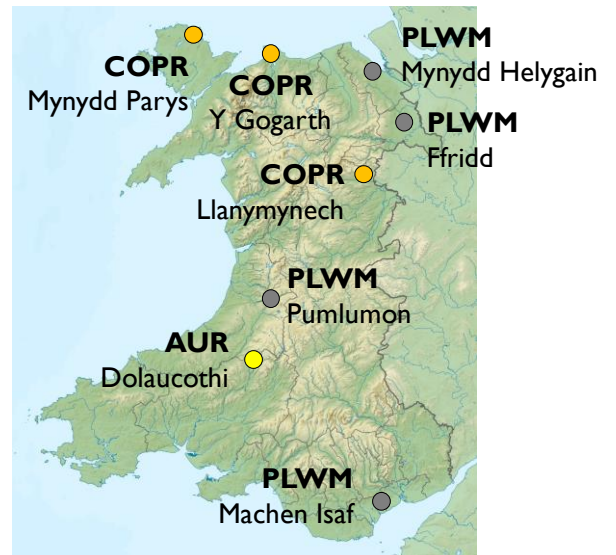 COPR
Mynydd Parys
COPR
Y Gogarth
PLWM
Mynydd Helygain
PLWM
Ffridd
COPR
Llanymynech
PLWM
Pumlumon
AUR
Dolaucothi
PLWM
Machen Isaf